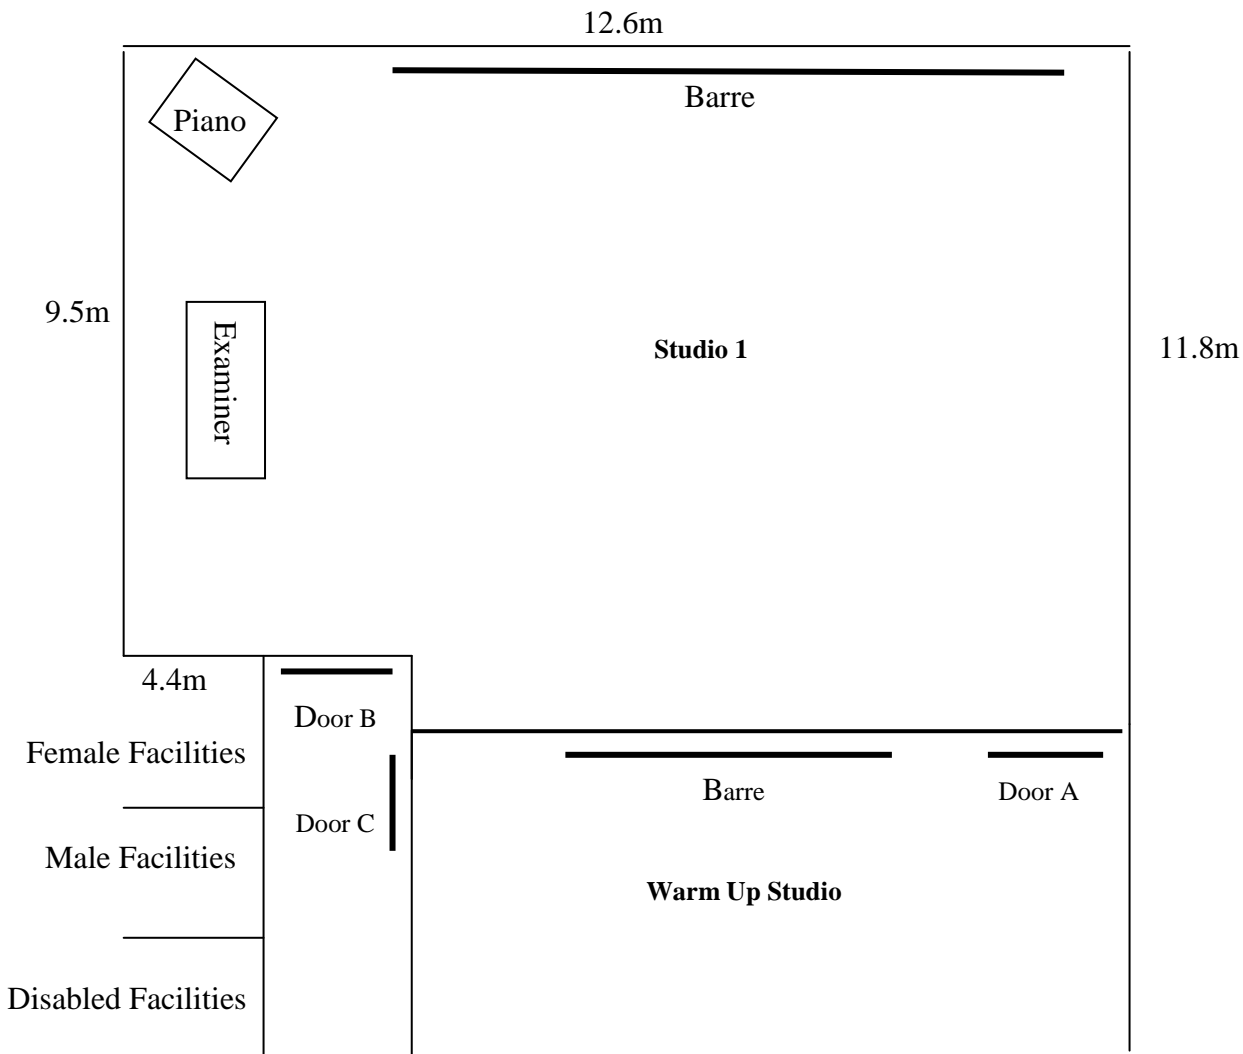 12.6m
Barre
Piano
9.5m
Examiner
Studio 1
11.8m
4.4m
Door B
Female Facilities
Barre
Door A
Door C
Male Facilities
Warm Up Studio
Disabled Facilities